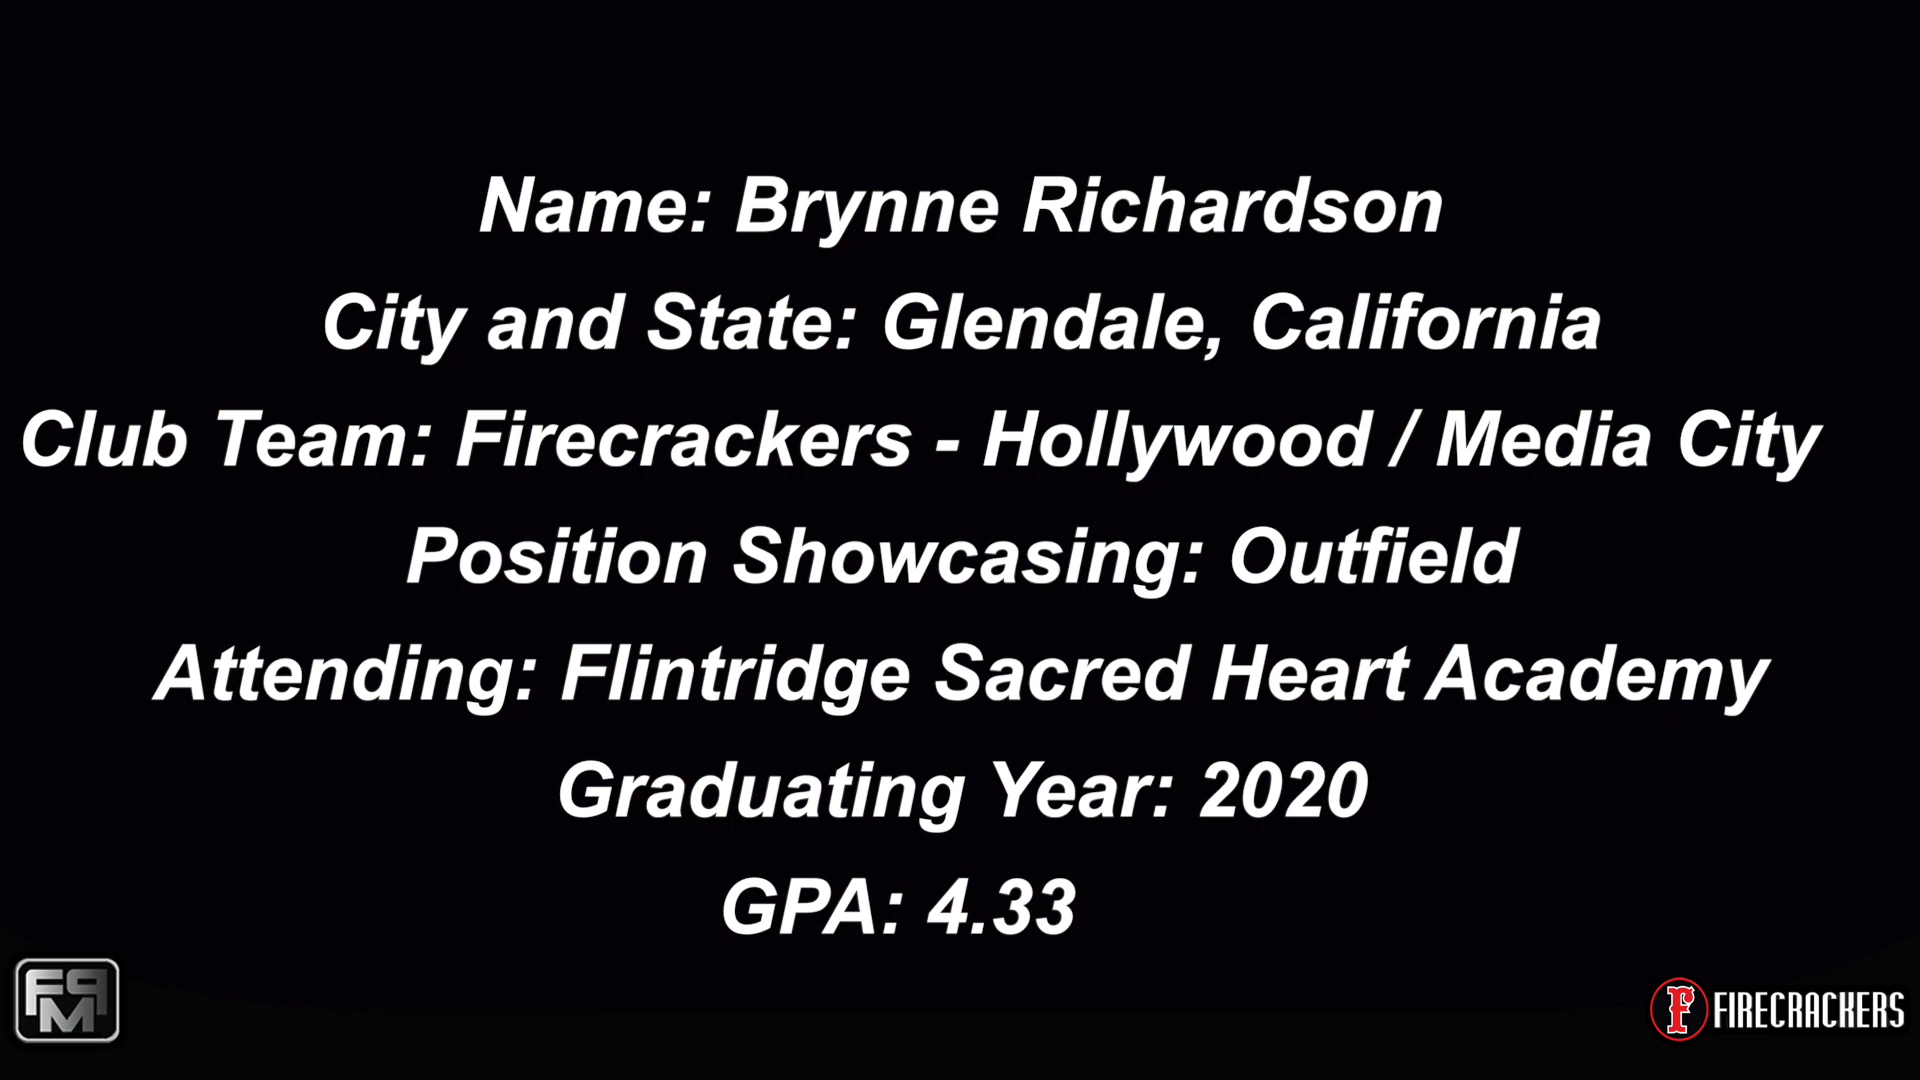 Name: Brynne Richardson
City and State: Glendale, California
Club Team: Firecrackers - Hollywood / Media City
Position Showcasing: Outfield
Attending: Flintridge Sacred Heart Academy
Graduating Year: 2020
GPA: 4.33
FPM
F FIRECRACKERS